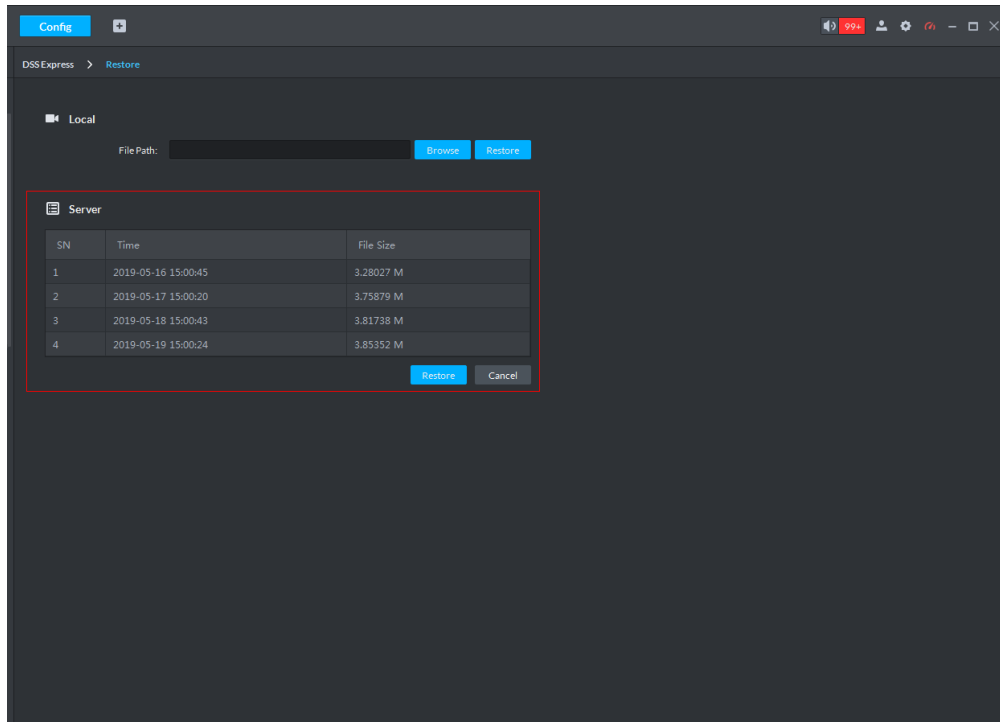 Config 99+
DSS Express > Restore
Local
File Path: Browse Restore
Server
SN Time File Size
1 2019-05-16 15:00:45 3.28027 M
2 2019-05-17 15:00:20 3.75879 M
3 2019-05-18 15:00:43 3.81738 M
4 2019-05-19 15:00:24 3.85352 M
Restore Cancel